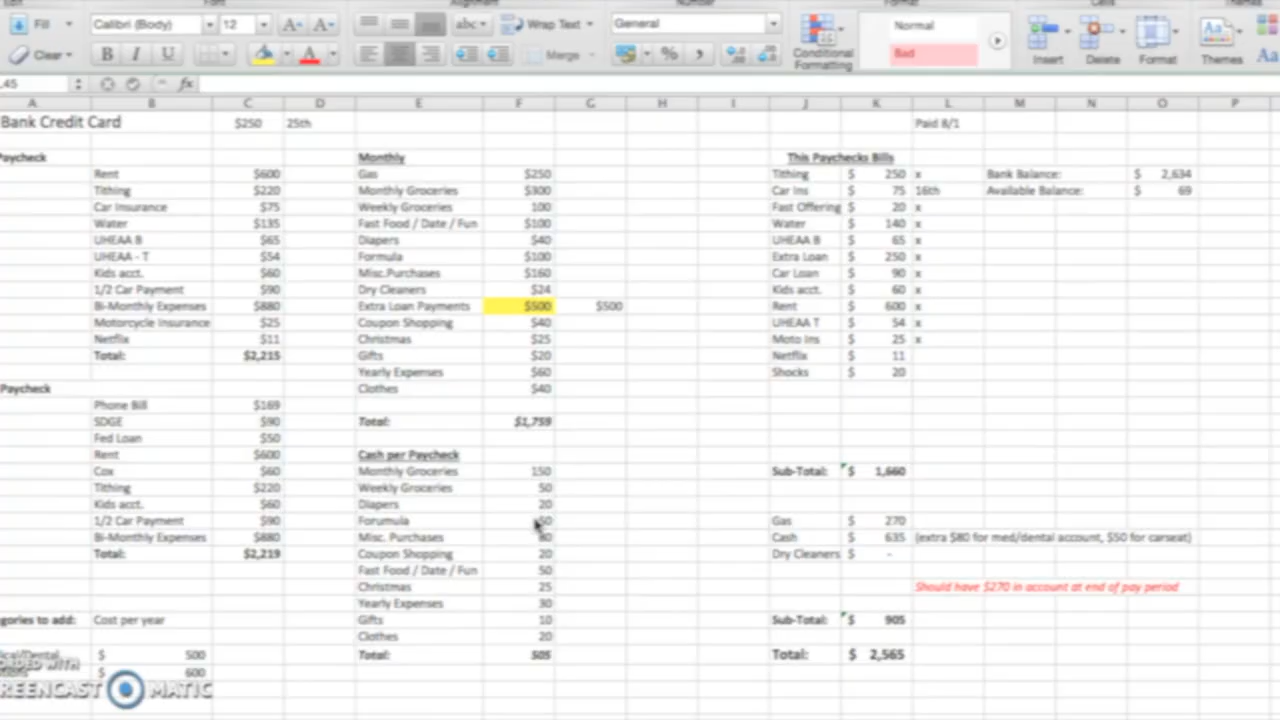 Fill Calibri (Body) 12 A A abc Wrap Text General Normal
Clear B I U A Merge % Conditional Formatting Bad Insert Delete Format Themes Aa
fx
A B C D E F G H I J K L M N O P
Bank Credit Card $250 25th Paid 8/1
Paycheck Monthly This Paychecks Bills
Rent $600 Gas $250 Tithing $ 250 x Bank Balance: $ 2,634
Tithing $220 Monthly Groceries $300 Car Ins $ 75 16th Available Balance: $ 69
Car Insurance $75 Weekly Groceries 100 Fast Offering $ 20 x
Water $135 Fast Food / Date / Fun $100 Water $ 140 x
UHEAA B $65 Diapers $40 UHEAA B $ 65 x
UHEAA - T $54 Formula $100 Extra Loan $ 250 x
Kids acct. $60 Misc.Purchases $160 Car Loan $ 90 x
1/2 Car Payment $90 Dry Cleaners $24 Kids acct. $ 60 x
Bi-Monthly Expenses $880 Extra Loan Payments $500 $500 Rent $ 600 x
Motorcycle Insurance $25 Coupon Shopping $40 UHEAA T $ 54 x
Netflix $11 Christmas $25 Moto Ins $ 25 x
Total: $2,215 Gifts $20 Netflix $ 11
Yearly Expenses $60 Shocks $ 20
Paycheck Clothes $40
Phone Bill $169
SDGE $90 Total: $1,759
Fed Loan $50
Rent $600 Cash per Paycheck
Cox $60 Monthly Groceries 150 Sub-Total: $ 1,660
Tithing $220 Weekly Groceries 50
Kids acct. $60 Diapers 20
1/2 Car Payment $90 Forumula Gas $ 270
Bi-Monthly Expenses $880 Misc. Purchases Cash $ 635 (extra $80 for med/dental account, $50 for carseat)
Total: $2,219 Coupon Shopping 20 Dry Cleaners $ -
Fast Food / Date / Fun 50
Christmas 25 Should have $270 in account at end of pay period
Yearly Expenses 30
gories to add: Cost per year Gifts 10 Sub-Total: $ 905
Clothes 20
$ 500 Total: 505 Total: $ 2,565
$ 600
REENCAST MATIC